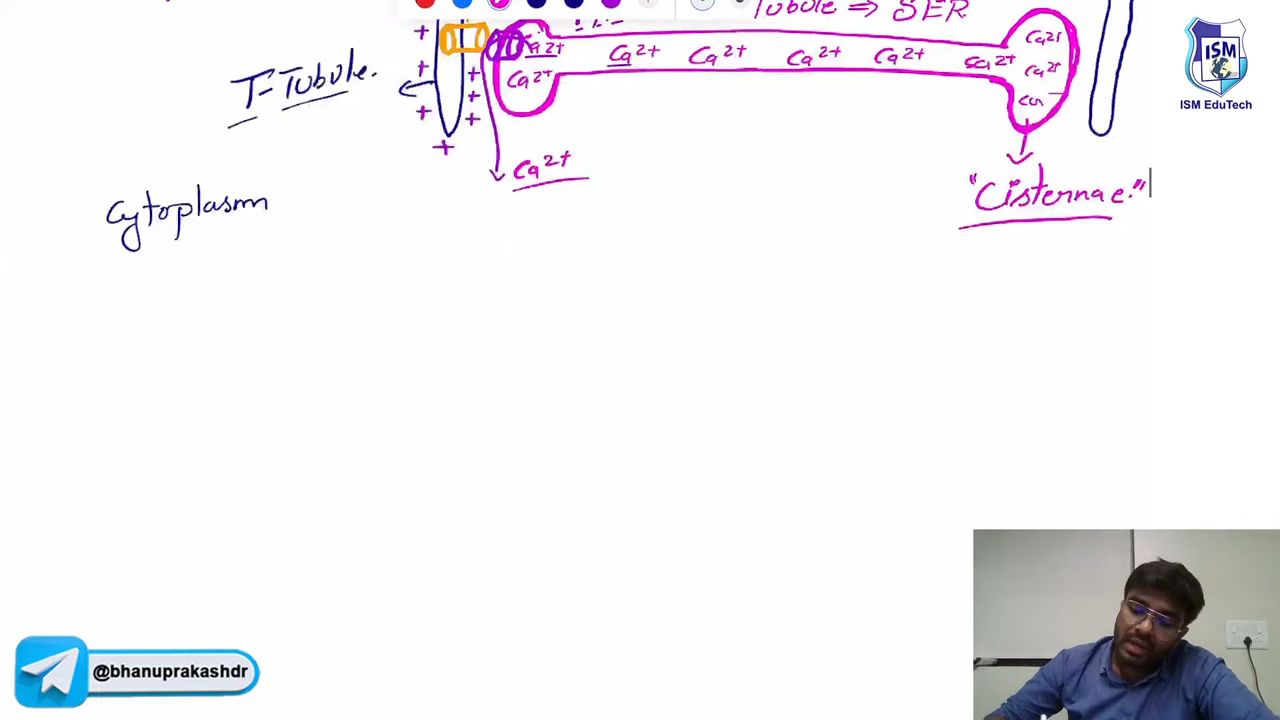 Tubule ⇒ SER
ISM
ISM EduTech
Ca2+ Ca2+ Ca2+ Ca2+ Ca2+ Ca2+ Ca2+
Ca2+ Ca2+
T-Tubule.
Ca2+
"Cisternae."
Cytoplasm
@bhanuprakashdr